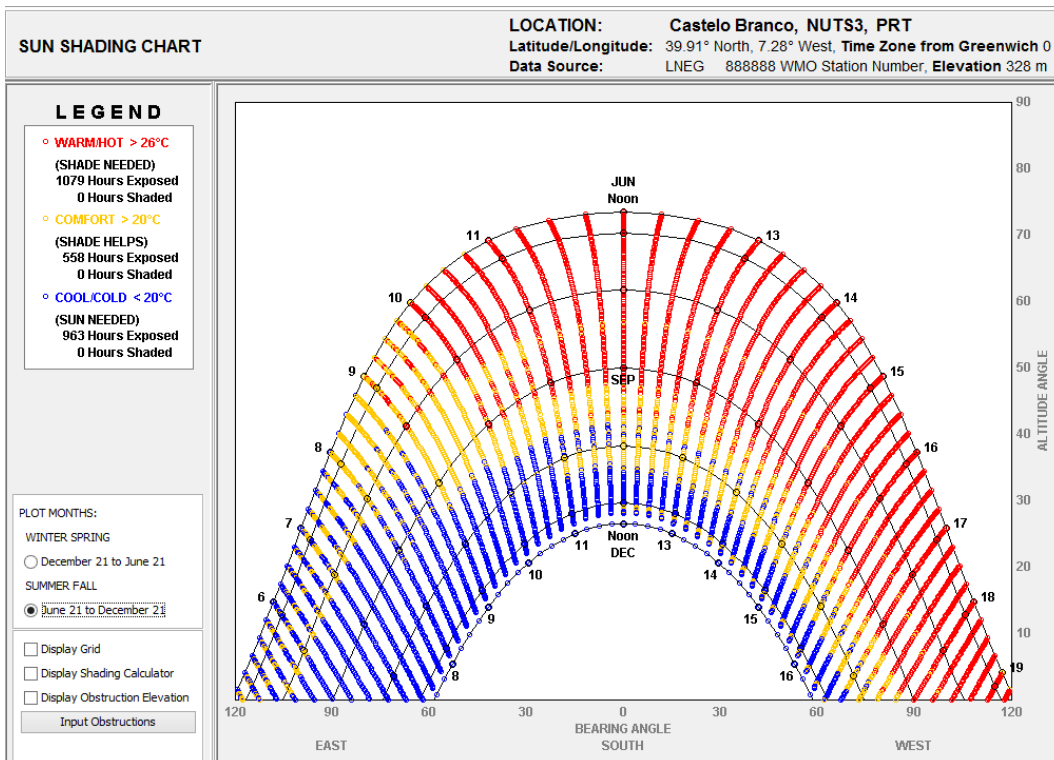 SUN SHADING CHART
LOCATION: Castelo Branco, NUTS3, PRT
Latitude/Longitude: 39.91° North, 7.28° West, Time Zone from Greenwich 0
Data Source: LNEG 888888 WMO Station Number, Elevation 328 m
LEGEND
WARM/HOT > 26°C
(SHADE NEEDED)
1079 Hours Exposed
0 Hours Shaded
COMFORT > 20°C
(SHADE HELPS)
558 Hours Exposed
0 Hours Shaded
COOL/COLD < 20°C
(SUN NEEDED)
963 Hours Exposed
0 Hours Shaded
PLOT MONTHS:
WINTER SPRING
December 21 to June 21
SUMMER FALL
June 21 to December 21
Display Grid
Display Shading Calculator
Display Obstruction Elevation
Input Obstructions
90
80
70
60
50
40
30
20
10
ALTITUDE ANGLE
JUN
Noon
11 13
10 14
9 15
8 16
7 17
6 18
19
SEP
Noon
DEC
11 13
10 14
9 15
8 16
120 90 60 30 0 30 60 90 120
BEARING ANGLE
EAST SOUTH WEST